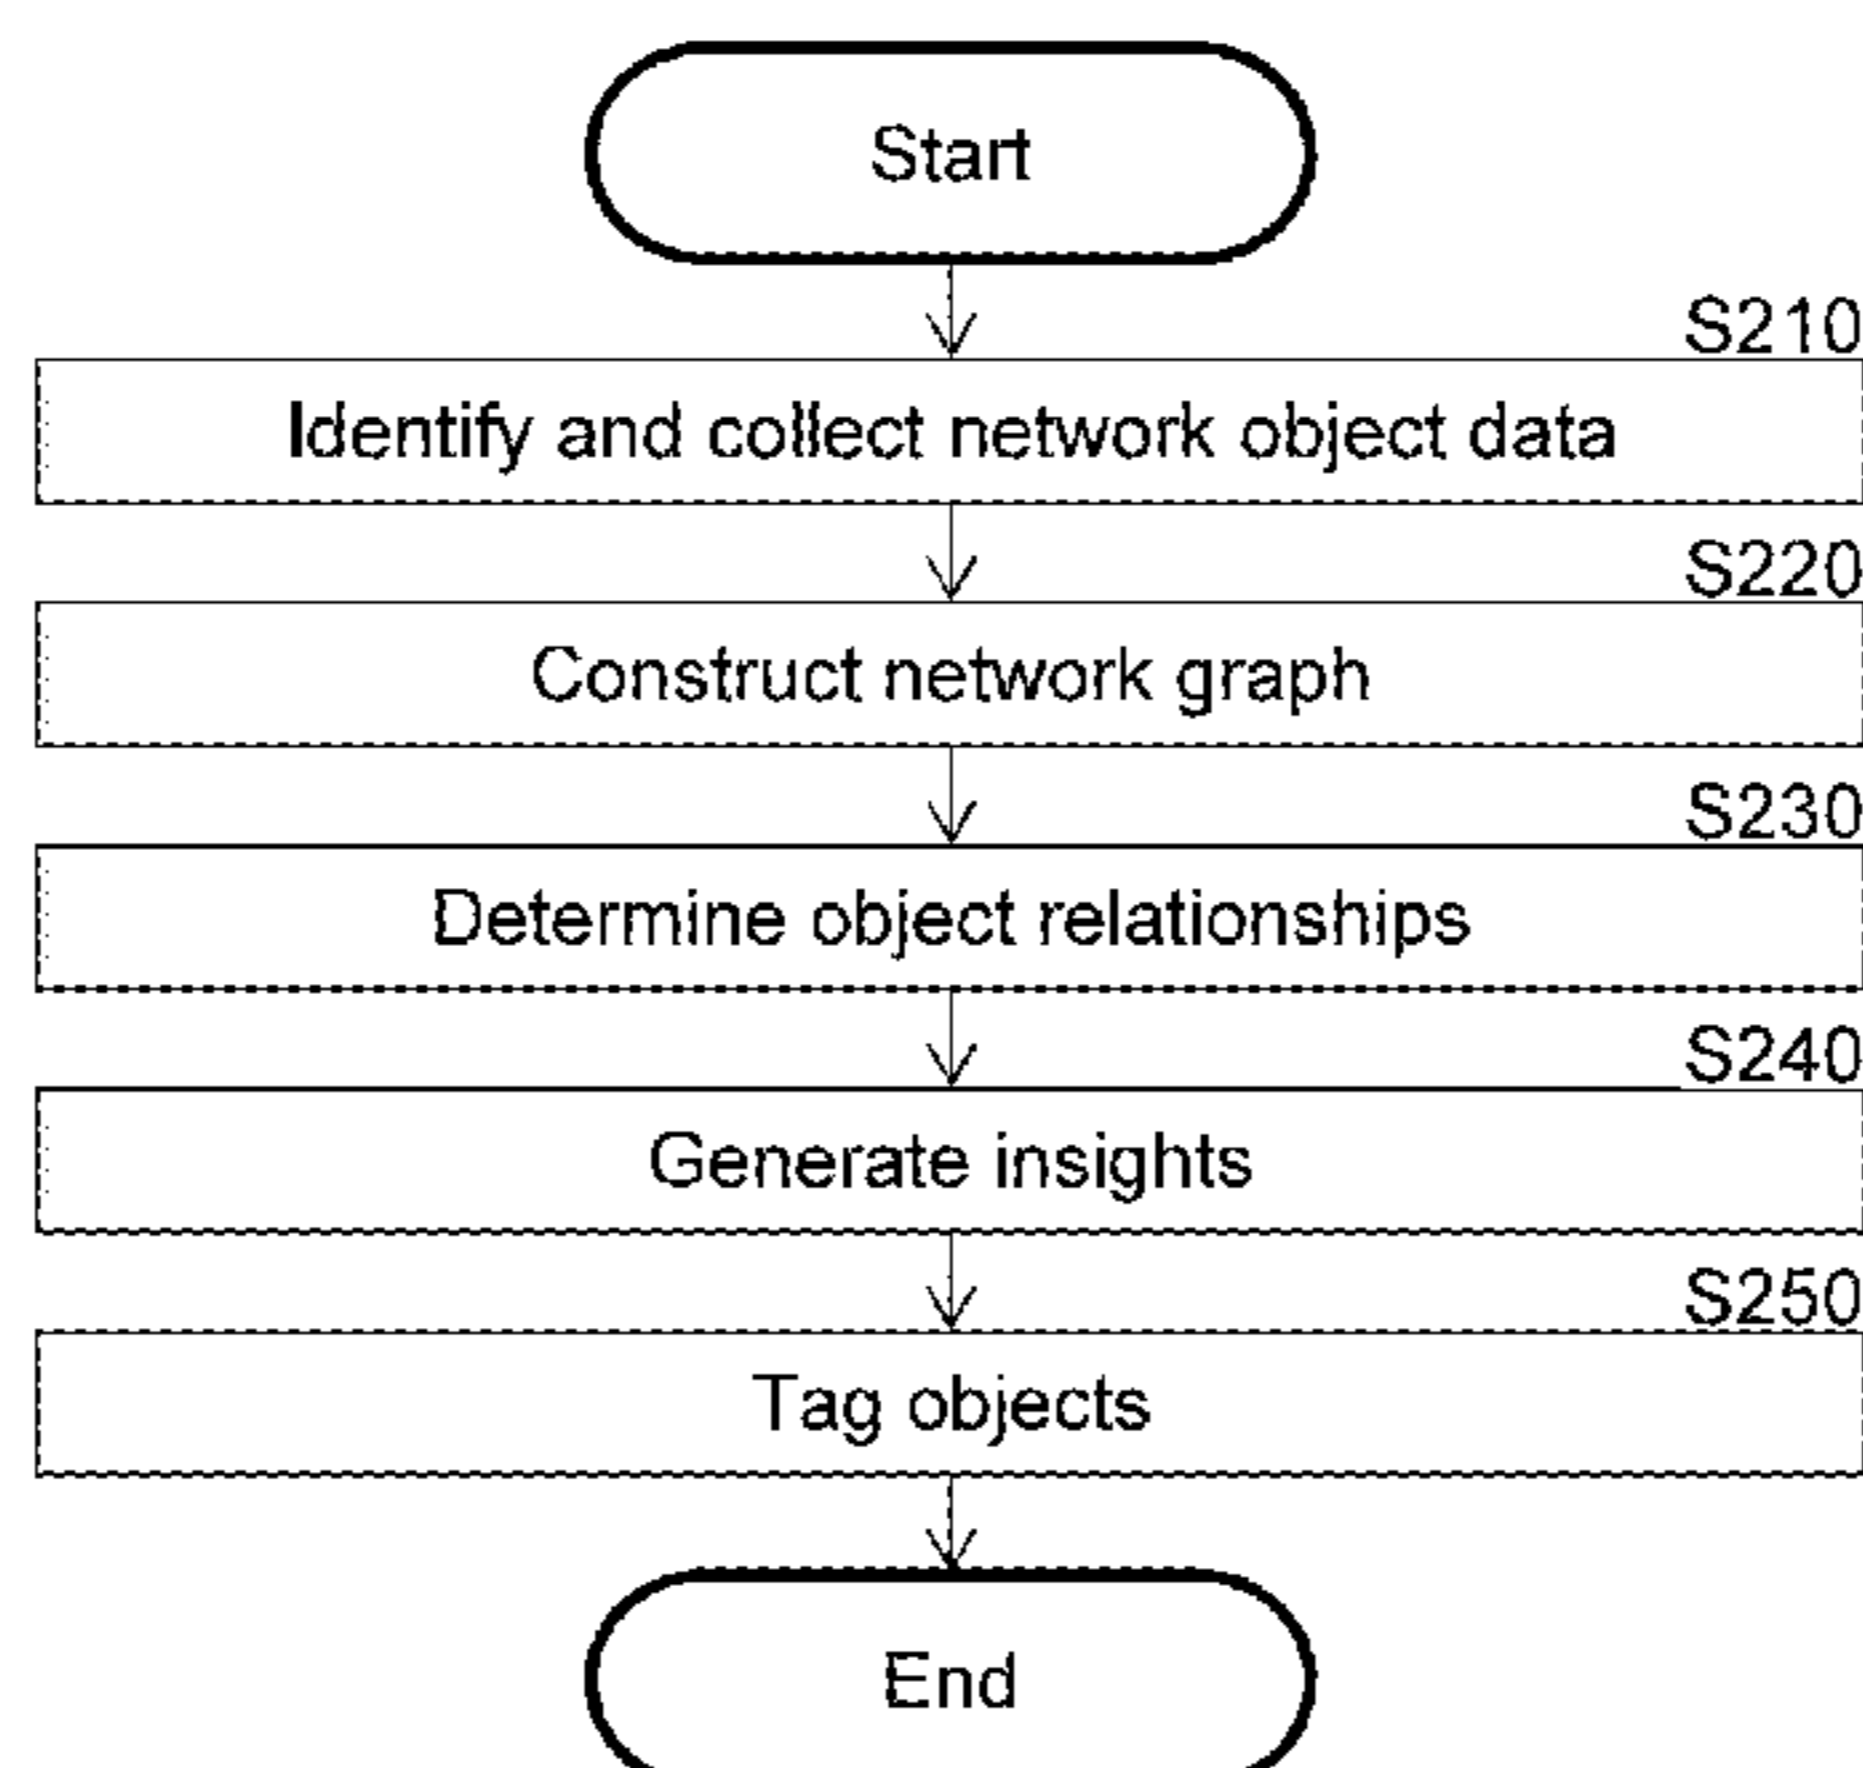 Start
S210
Identify and collect network object data
S220
Construct network graph
S230
Determine object relationships
S240
Generate insights
S250
Tag objects
End